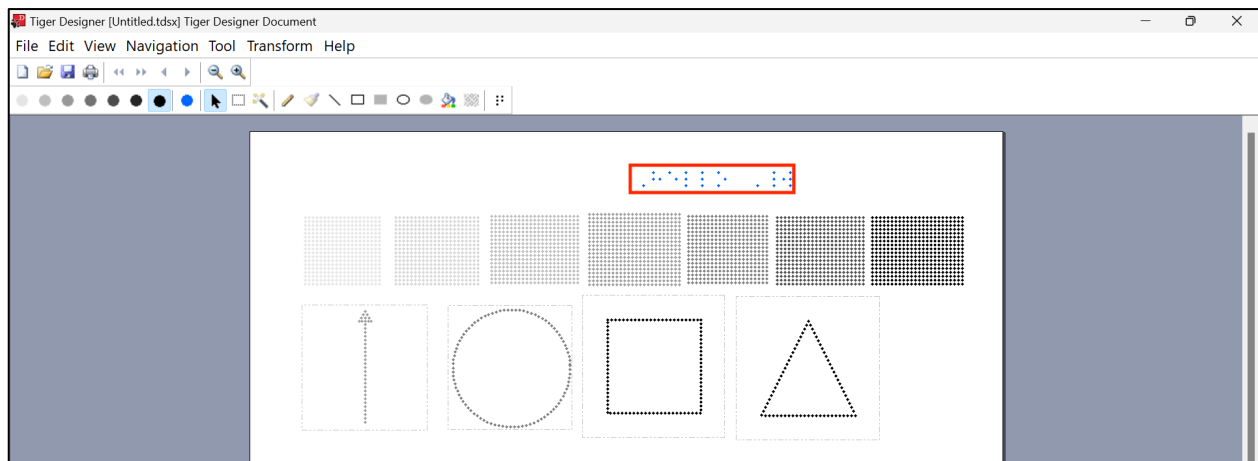 Tiger Designer [Untitled.tdsx] Tiger Designer Document
File Edit View Navigation Tool Transform Help
⠠⠓⠑⠇⠇⠕ ⠠⠸⠺